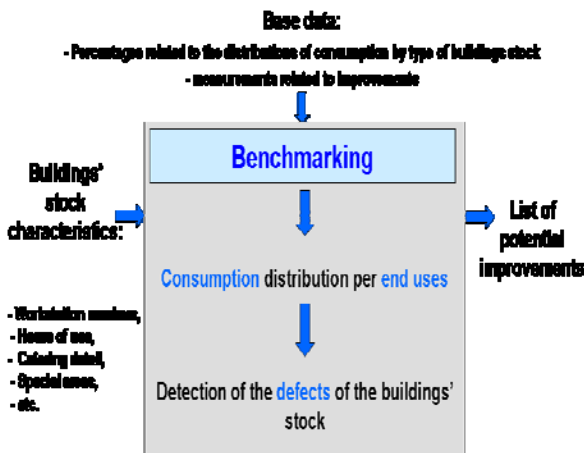 Base data:
- Percentages related to the distributions of consumption by type of buildings stock
- measurements related to improvements
Benchmarking
Buildings'
stock
characteristics:
List of
potential
improvements
Consumption distribution per end uses
- Workstation numbers,
- Hours of use,
- Catering detail,
- Special areas,
- etc.
Detection of the defects of the buildings'
stock